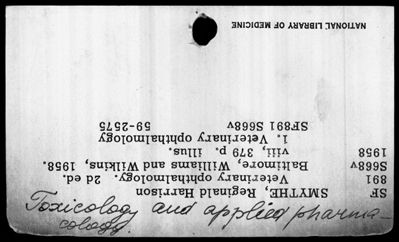 Toxicology and applied pharma-
cology.
SF SMYTHE, Reginald Harrison
891 Veterinary ophthalmology. 2d ed.
S668v Baltimore, Williams and Wilkins, 1958.
1958 viii, 379 p. illus.
1. Veterinary ophthalmology
SF891 S668v 59-2575
NATIONAL LIBRARY OF MEDICINE